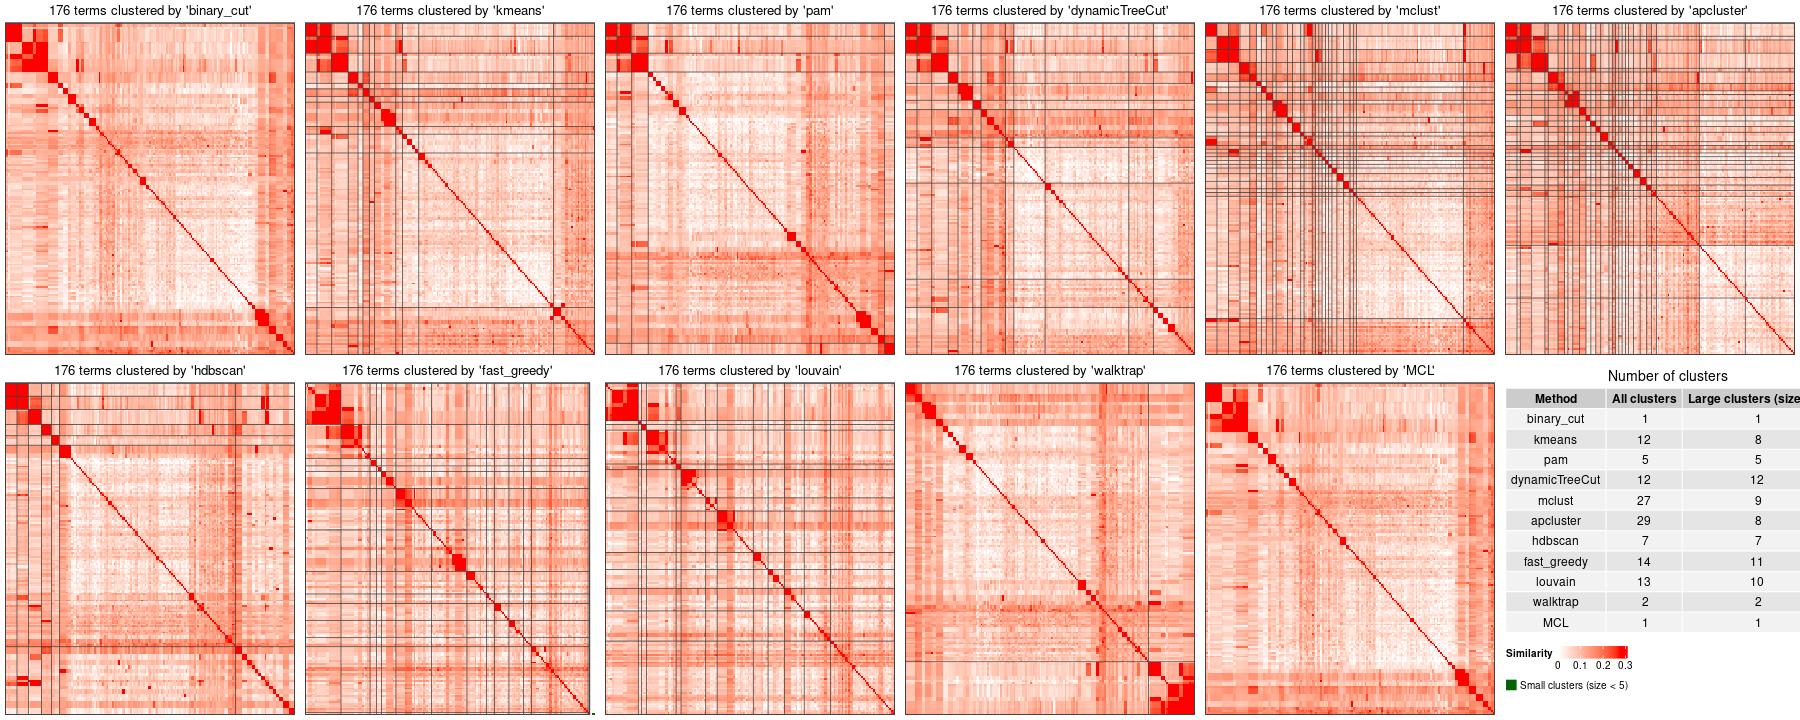 176 terms clustered by 'binary_cut'
176 terms clustered by 'kmeans'
176 terms clustered by 'pam'
176 terms clustered by 'dynamicTreeCut'
176 terms clustered by 'mclust'
176 terms clustered by 'apcluster'
176 terms clustered by 'hdbscan'
176 terms clustered by 'fast_greedy'
176 terms clustered by 'louvain'
176 terms clustered by 'walktrap'
176 terms clustered by 'MCL'
Number of clusters
Method All clusters Large clusters (size
binary_cut 1 1
kmeans 12 8
pam 5 5
dynamicTreeCut 12 12
mclust 27 9
apcluster 29 8
hdbscan 7 7
fast_greedy 14 11
louvain 13 10
walktrap 2 2
MCL 1 1
Similarity
0 0.1 0.2 0.3
Small clusters (size < 5)